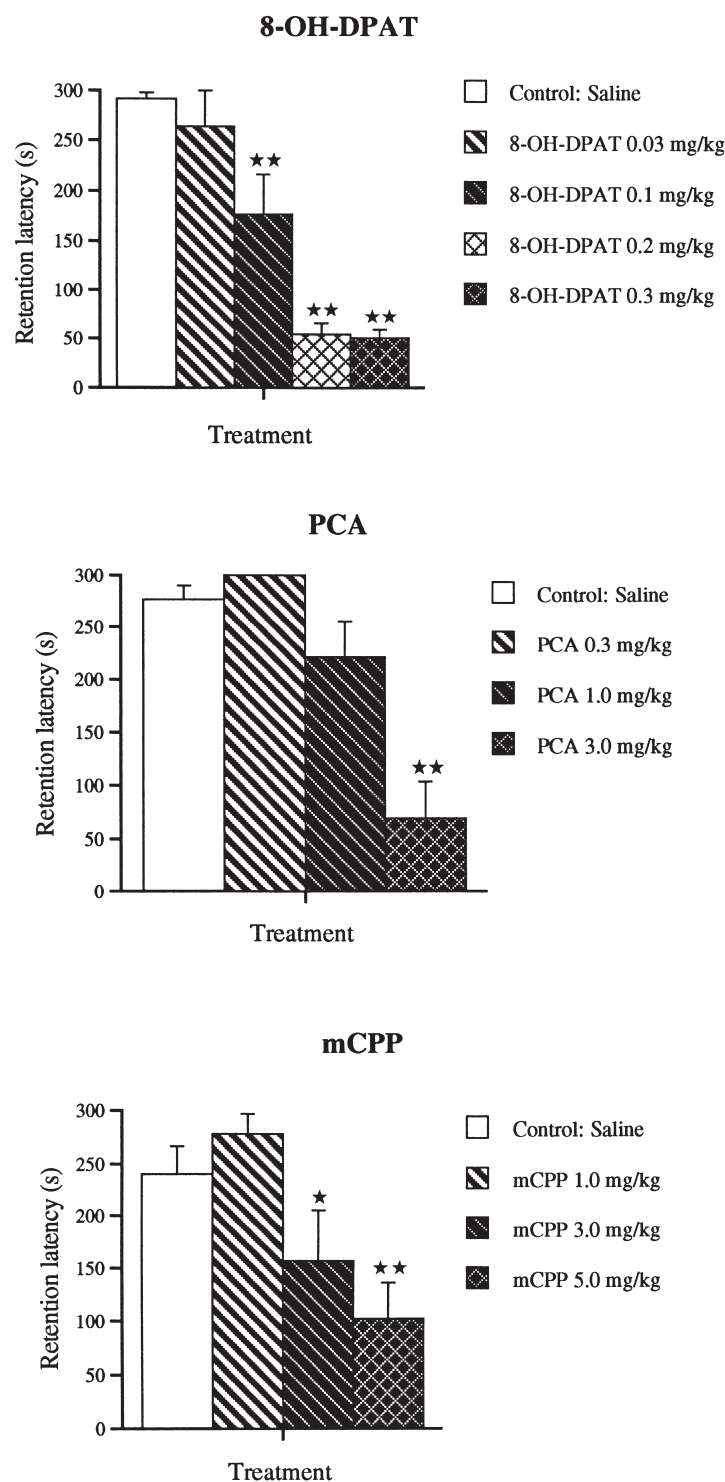 8-OH-DPAT
Retention latency (s)
300
250
200
150
100
50
0
★★
★★
★★
Treatment
Control: Saline
8-OH-DPAT 0.03 mg/kg
8-OH-DPAT 0.1 mg/kg
8-OH-DPAT 0.2 mg/kg
8-OH-DPAT 0.3 mg/kg
PCA
Retention latency (s)
300
250
200
150
100
50
0
★★
Treatment
Control: Saline
PCA 0.3 mg/kg
PCA 1.0 mg/kg
PCA 3.0 mg/kg
mCPP
Retention latency (s)
300
250
200
150
100
50
0
★
★★
Treatment
Control: Saline
mCPP 1.0 mg/kg
mCPP 3.0 mg/kg
mCPP 5.0 mg/kg